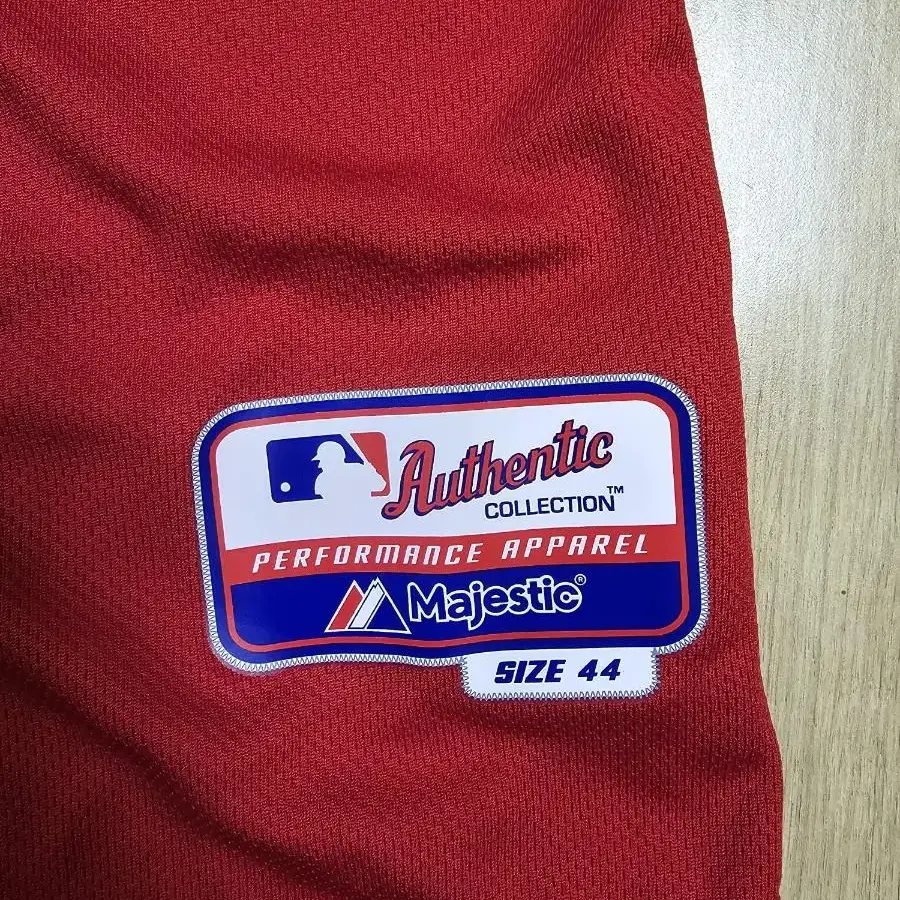 Authentic
COLLECTION™
PERFORMANCE APPAREL
Majestic®
SIZE 44